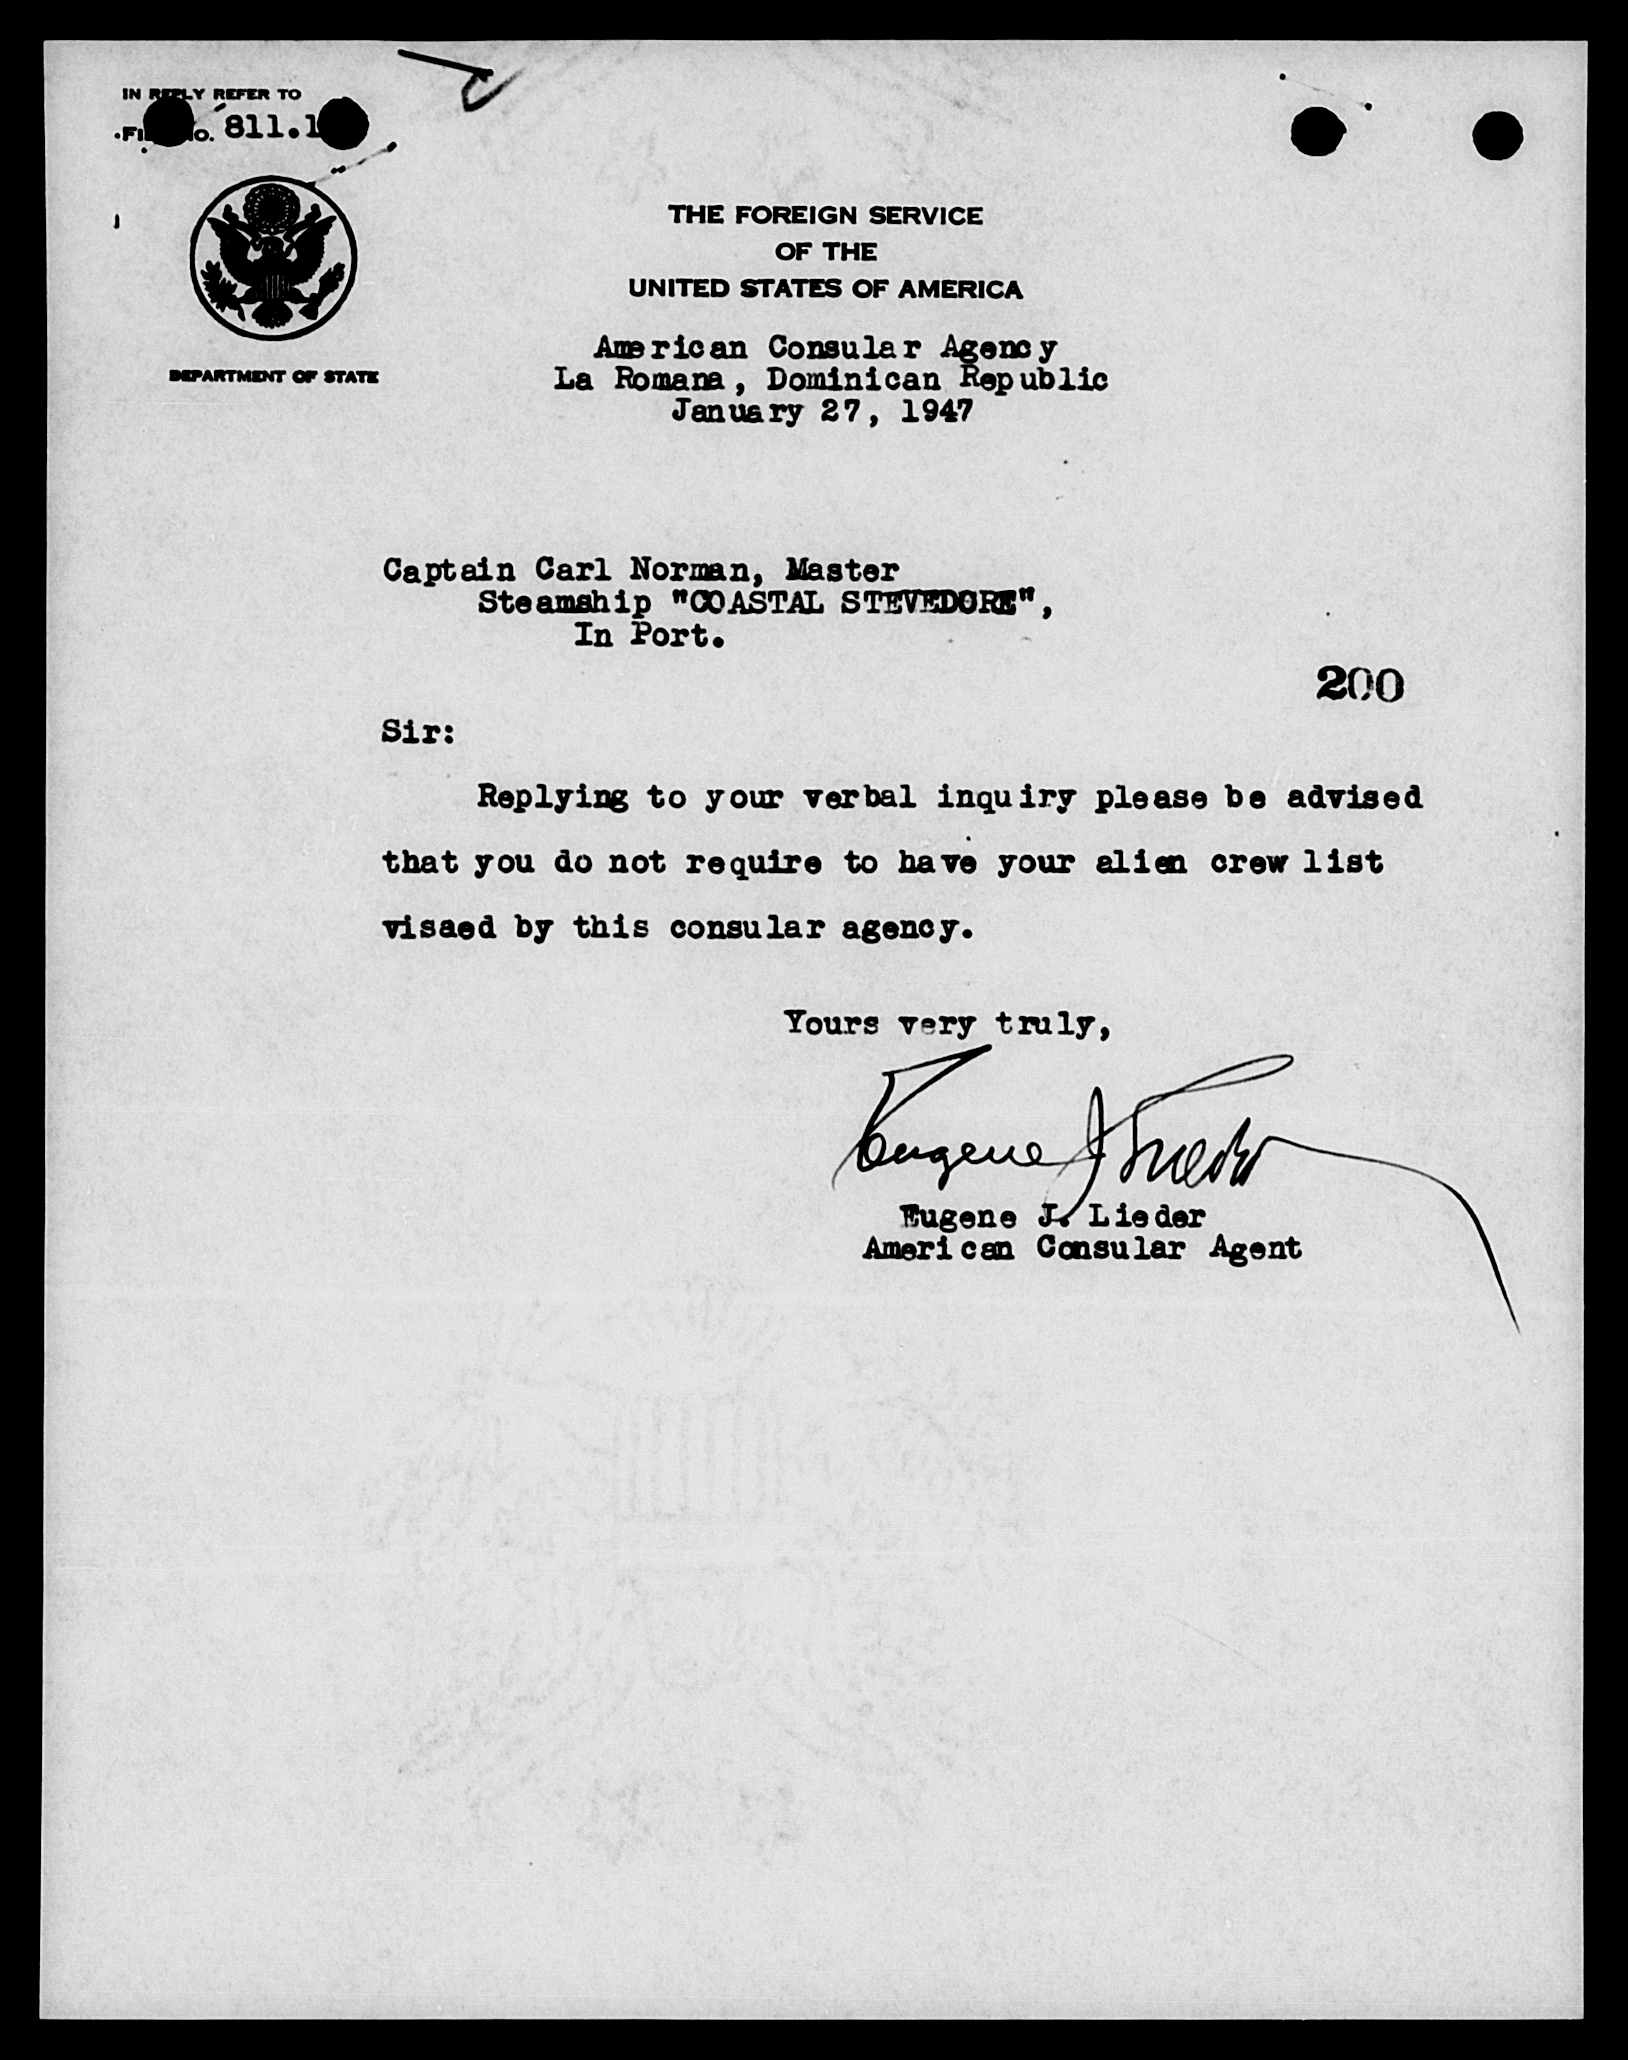 IN REPLY REFER TO
811.1
THE FOREIGN SERVICE
OF THE
UNITED STATES OF AMERICA
DEPARTMENT OF STATE
American Consular Agency
La Romana, Dominican Republic
January 27, 1947
Captain Carl Norman, Master
Steamship "COASTAL STEVEDORE",
In Port.
200
Sir:
Replying to your verbal inquiry please be advised
that you do not require to have your alien crew list
visaed by this consular agency.
Yours very truly,
Eugene J. Lieder
Eugene J. Lieder
American Consular Agent